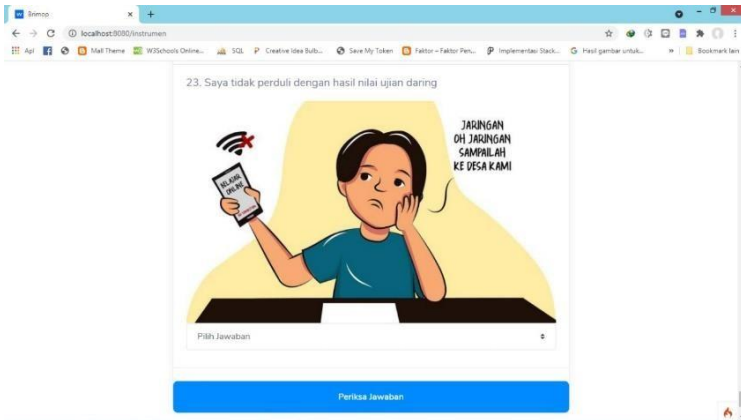 Brimop
localhost:8080/instrumen
Apl
Mall Theme
W3Schools Online...
SQL
Creative Idea Bulb...
Save My Token
Faktor – Faktor Pen...
Implementasi Stack...
Hasil gambar untuk...
»
Bookmark lain
23. Saya tidak perduli dengan hasil nilai ujian daring
JARINGAN
OH JARINGAN
SAMPAILAH
KE DESA KAMI
BELAJAR
ONLINE
Pilih Jawaban
Periksa Jawaban